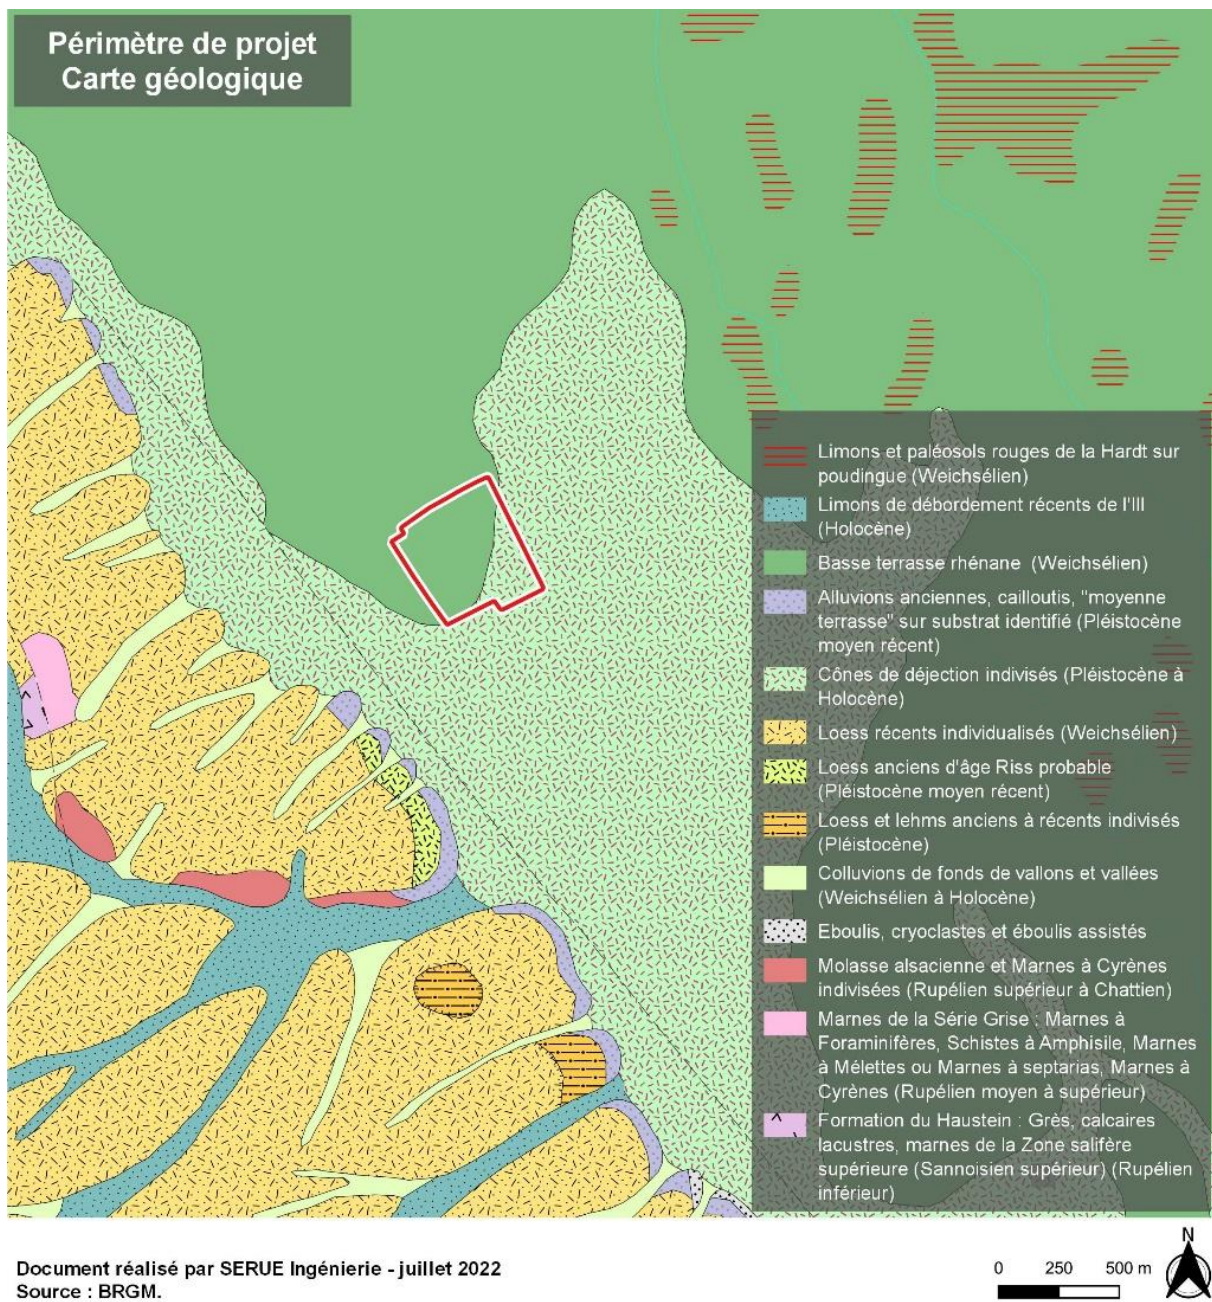 Périmètre de projet
Carte géologique
Limons et paléosols rouges de la Hardt sur
poudingue (Weichsélien)
Limons de débordement récents de l'Ill
(Holocène)
Basse terrasse rhénane (Weichsélien)
Alluvions anciennes, cailloutis, "moyenne
terrasse" sur substrat identifié (Pléistocène
moyen récent)
Cônes de déjection indivisés (Pléistocène à
Holocène)
Loess récents individualisés (Weichsélien)
Loess anciens d'âge Riss probable
(Pléistocène moyen récent)
Loess et lehms anciens à récents indivisés
(Pléistocène)
Colluvions de fonds de vallons et vallées
(Weichsélien à Holocène)
Eboulis, cryoclastes et éboulis assistés
Molasse alsacienne et Marnes à Cyrènes
indivisées (Rupélien supérieur à Chattien)
Marnes de la Série Grise : Marnes à
Foraminifères, Schistes à Amphisile, Marnes
à Mélettes ou Marnes à septarias, Marnes à
Cyrènes (Rupélien moyen à supérieur)
Formation du Haustein : Grès, calcaires
lacustres, marnes de la Zone salifère
supérieure (Sannoisien supérieur) (Rupélien
inférieur)
N
0 250 500 m
Document réalisé par SERUE Ingénierie - juillet 2022
Source : BRGM.